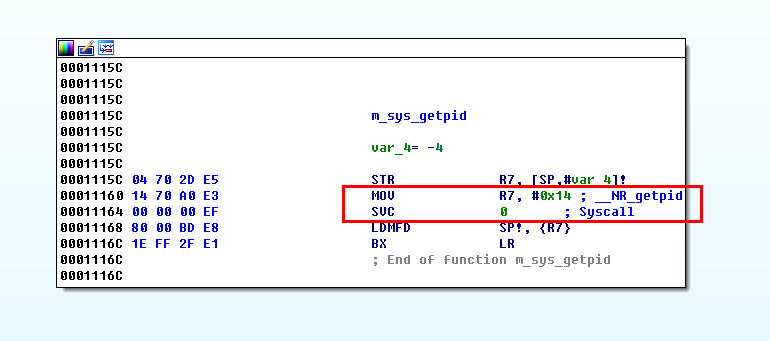 0001115C
0001115C
0001115C
0001115C m_sys_getpid
0001115C
0001115C var_4= -4
0001115C
0001115C 04 70 2D E5 STR R7, [SP,#var_4]!
00011160 14 70 A0 E3 MOV R7, #0x14 ; __NR_getpid
00011164 00 00 00 EF SVC 0 ; Syscall
00011168 80 00 BD E8 LDMFD SP!, {R7}
0001116C 1E FF 2F E1 BX LR
0001116C ; End of function m_sys_getpid
0001116C